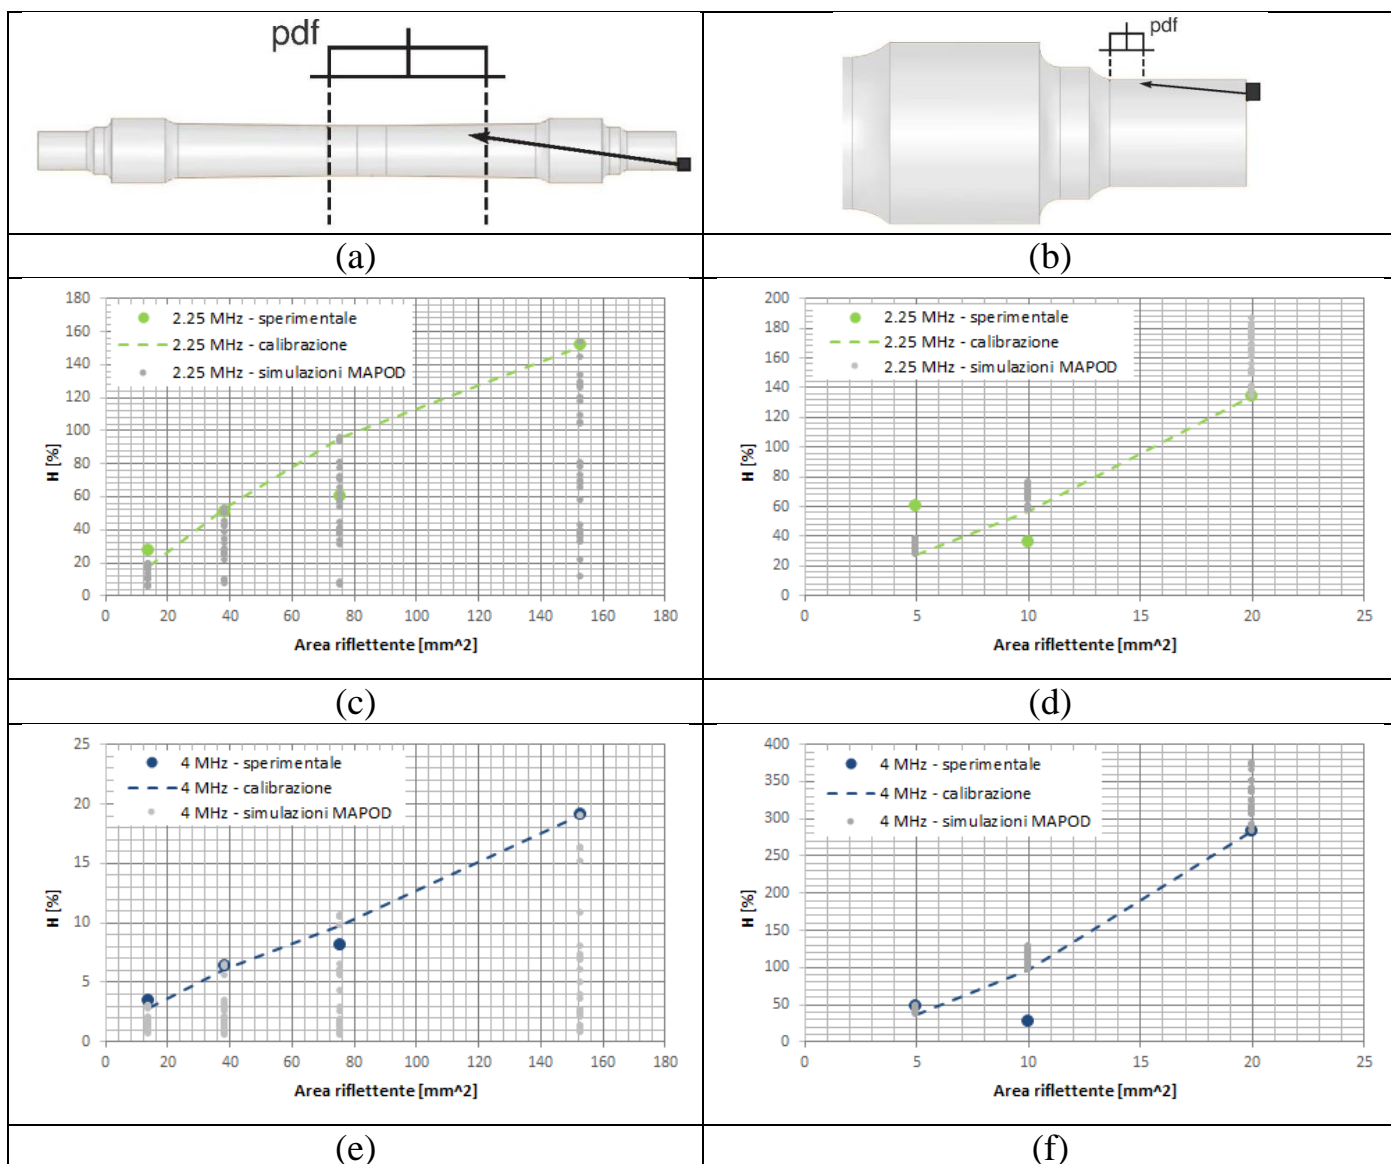 pdf
pdf
(a)
(b)
180
160
140
120
100
80
60
40
20
0
H [%]
2.25 MHz - sperimentale
2.25 MHz - calibrazione
2.25 MHz - simulazioni MAPOD
0 20 40 60 80 100 120 140 160 180
Area riflettente [mm^2]
200
180
160
140
120
100
80
60
40
20
0
H [%]
2.25 MHz - sperimentale
2.25 MHz - calibrazione
2.25 MHz - simulazioni MAPOD
0 5 10 15 20 25
Area riflettente [mm^2]
(c)
(d)
25
20
15
10
5
0
H [%]
4 MHz - sperimentale
4 MHz - calibrazione
4 MHz - simulazioni MAPOD
0 20 40 60 80 100 120 140 160 180
Area riflettente [mm^2]
400
350
300
250
200
150
100
50
0
H [%]
4 MHz - sperimentale
4 MHz - calibrazione
4 MHz - simulazioni MAPOD
0 5 10 15 20 25
Area riflettente [mm^2]
(e)
(f)